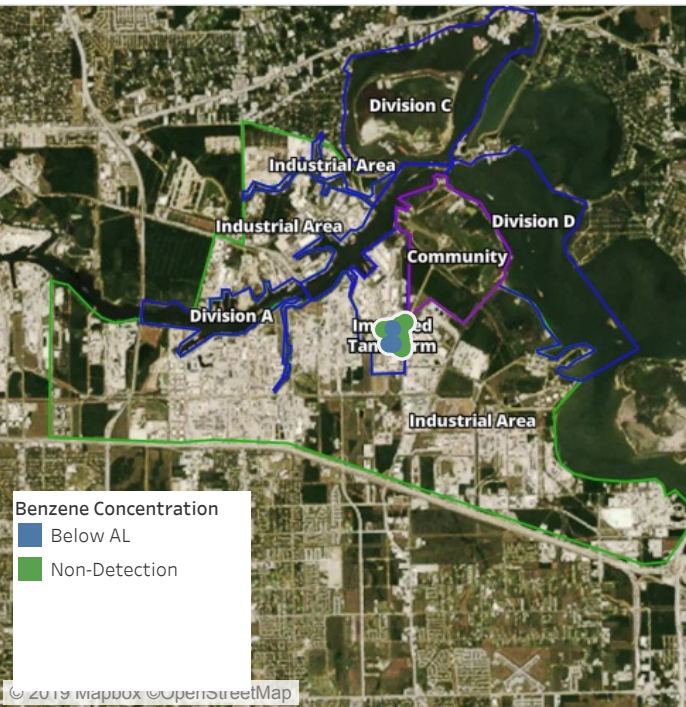 Division C
Industrial Area
Division D
Industrial Area
Community
Division A
Industrial Area
Benzene Concentration
Below AL
Non-Detection
© 2019 Mapbox ©OpenStreetMap